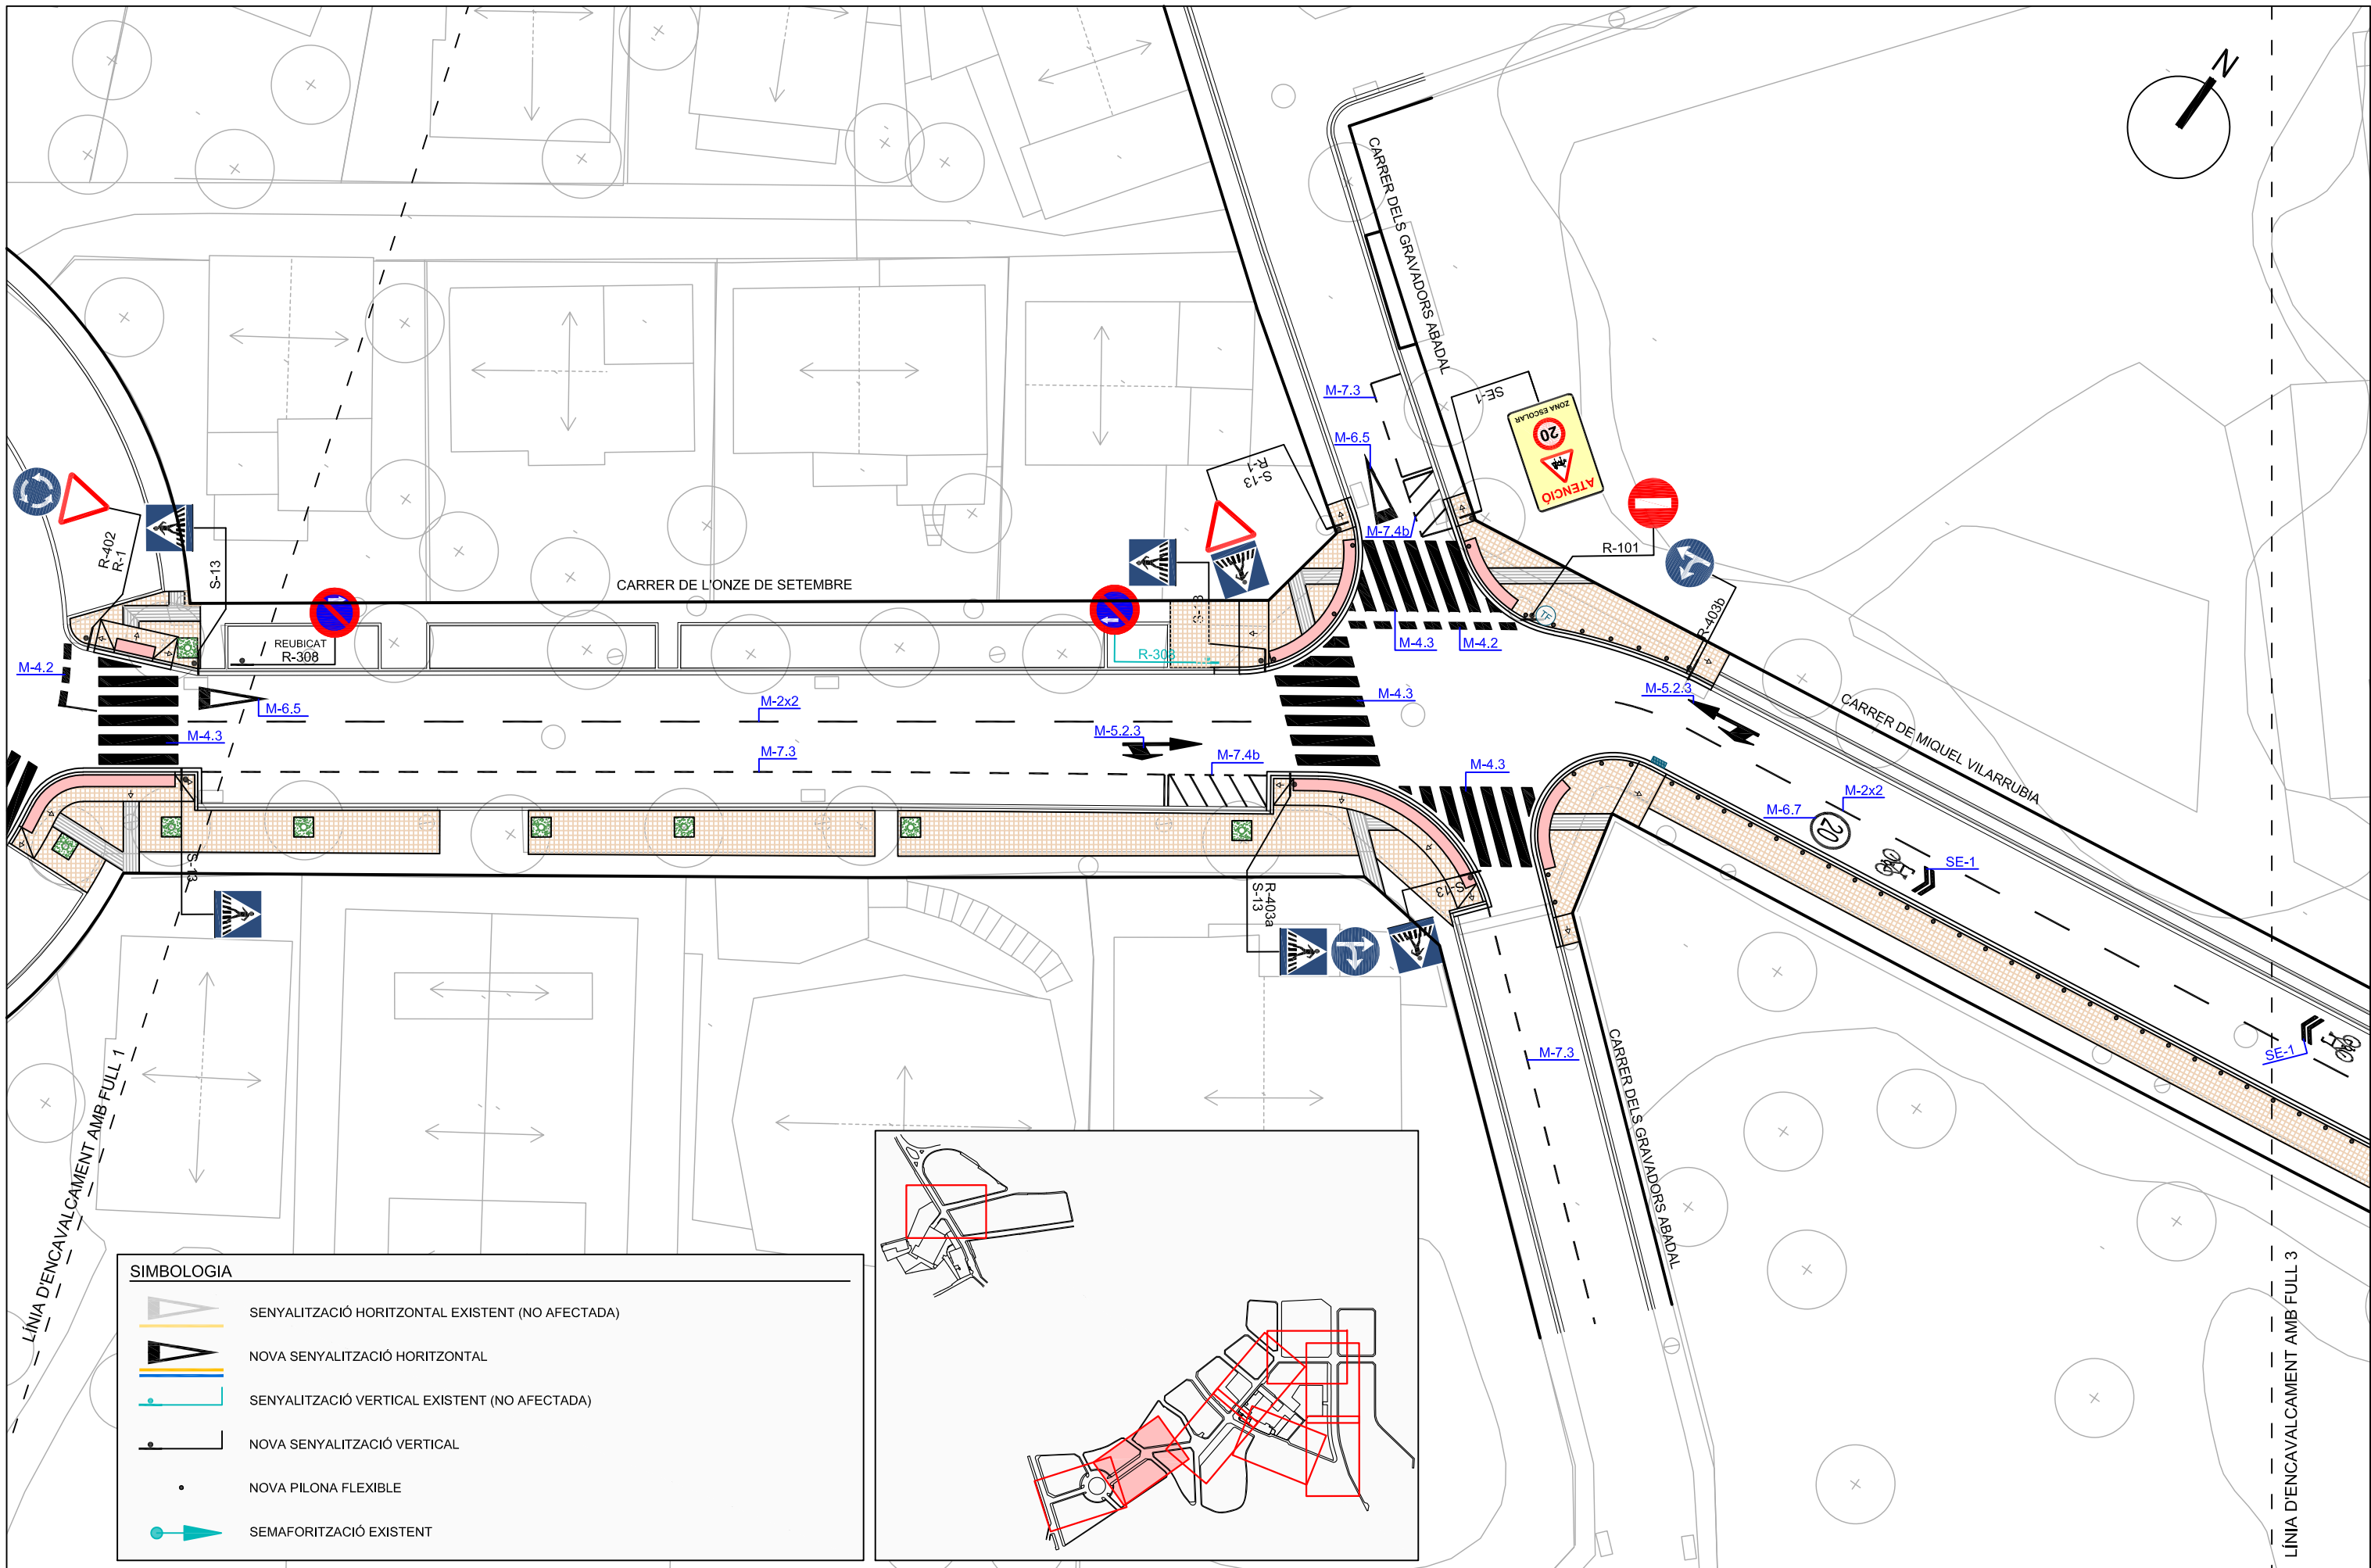 N
CARRER DELS GRAVADORS ABADAL
M-7.3
SE-1
ZONA ESCOLAR
20
ATENCIÓ
M-6.5
S-13
R-1
M-7.4b
R-101
R-402
R-1
S-13
CARRER DE L'ONZE DE SETEMBRE
S-13
TF
R-403b
REUBICAT
R-308
R-308
M-4.3
M-4.2
M-4.2
M-6.5
M-2x2
M-4.3
M-5.2.3
CARRER DE MIQUEL VILARRUBIA
M-4.3
M-7.3
M-5.2.3
M-7.4b
M-4.3
M-2x2
M-6.7
20
SE-1
S-13
R-403a
S-13
S-13
M-7.3
SE-1
CARRER DELS GRAVADORS ABADAL
LÍNIA D'ENCAVALCAMENT AMB FULL 1
LÍNIA D'ENCAVALCAMENT AMB FULL 3
SIMBOLOGIA
SENYALITZACIÓ HORITZONTAL EXISTENT (NO AFECTADA)
NOVA SENYALITZACIÓ HORITZONTAL
SENYALITZACIÓ VERTICAL EXISTENT (NO AFECTADA)
NOVA SENYALITZACIÓ VERTICAL
NOVA PILONA FLEXIBLE
SEMAFORITZACIÓ EXISTENT